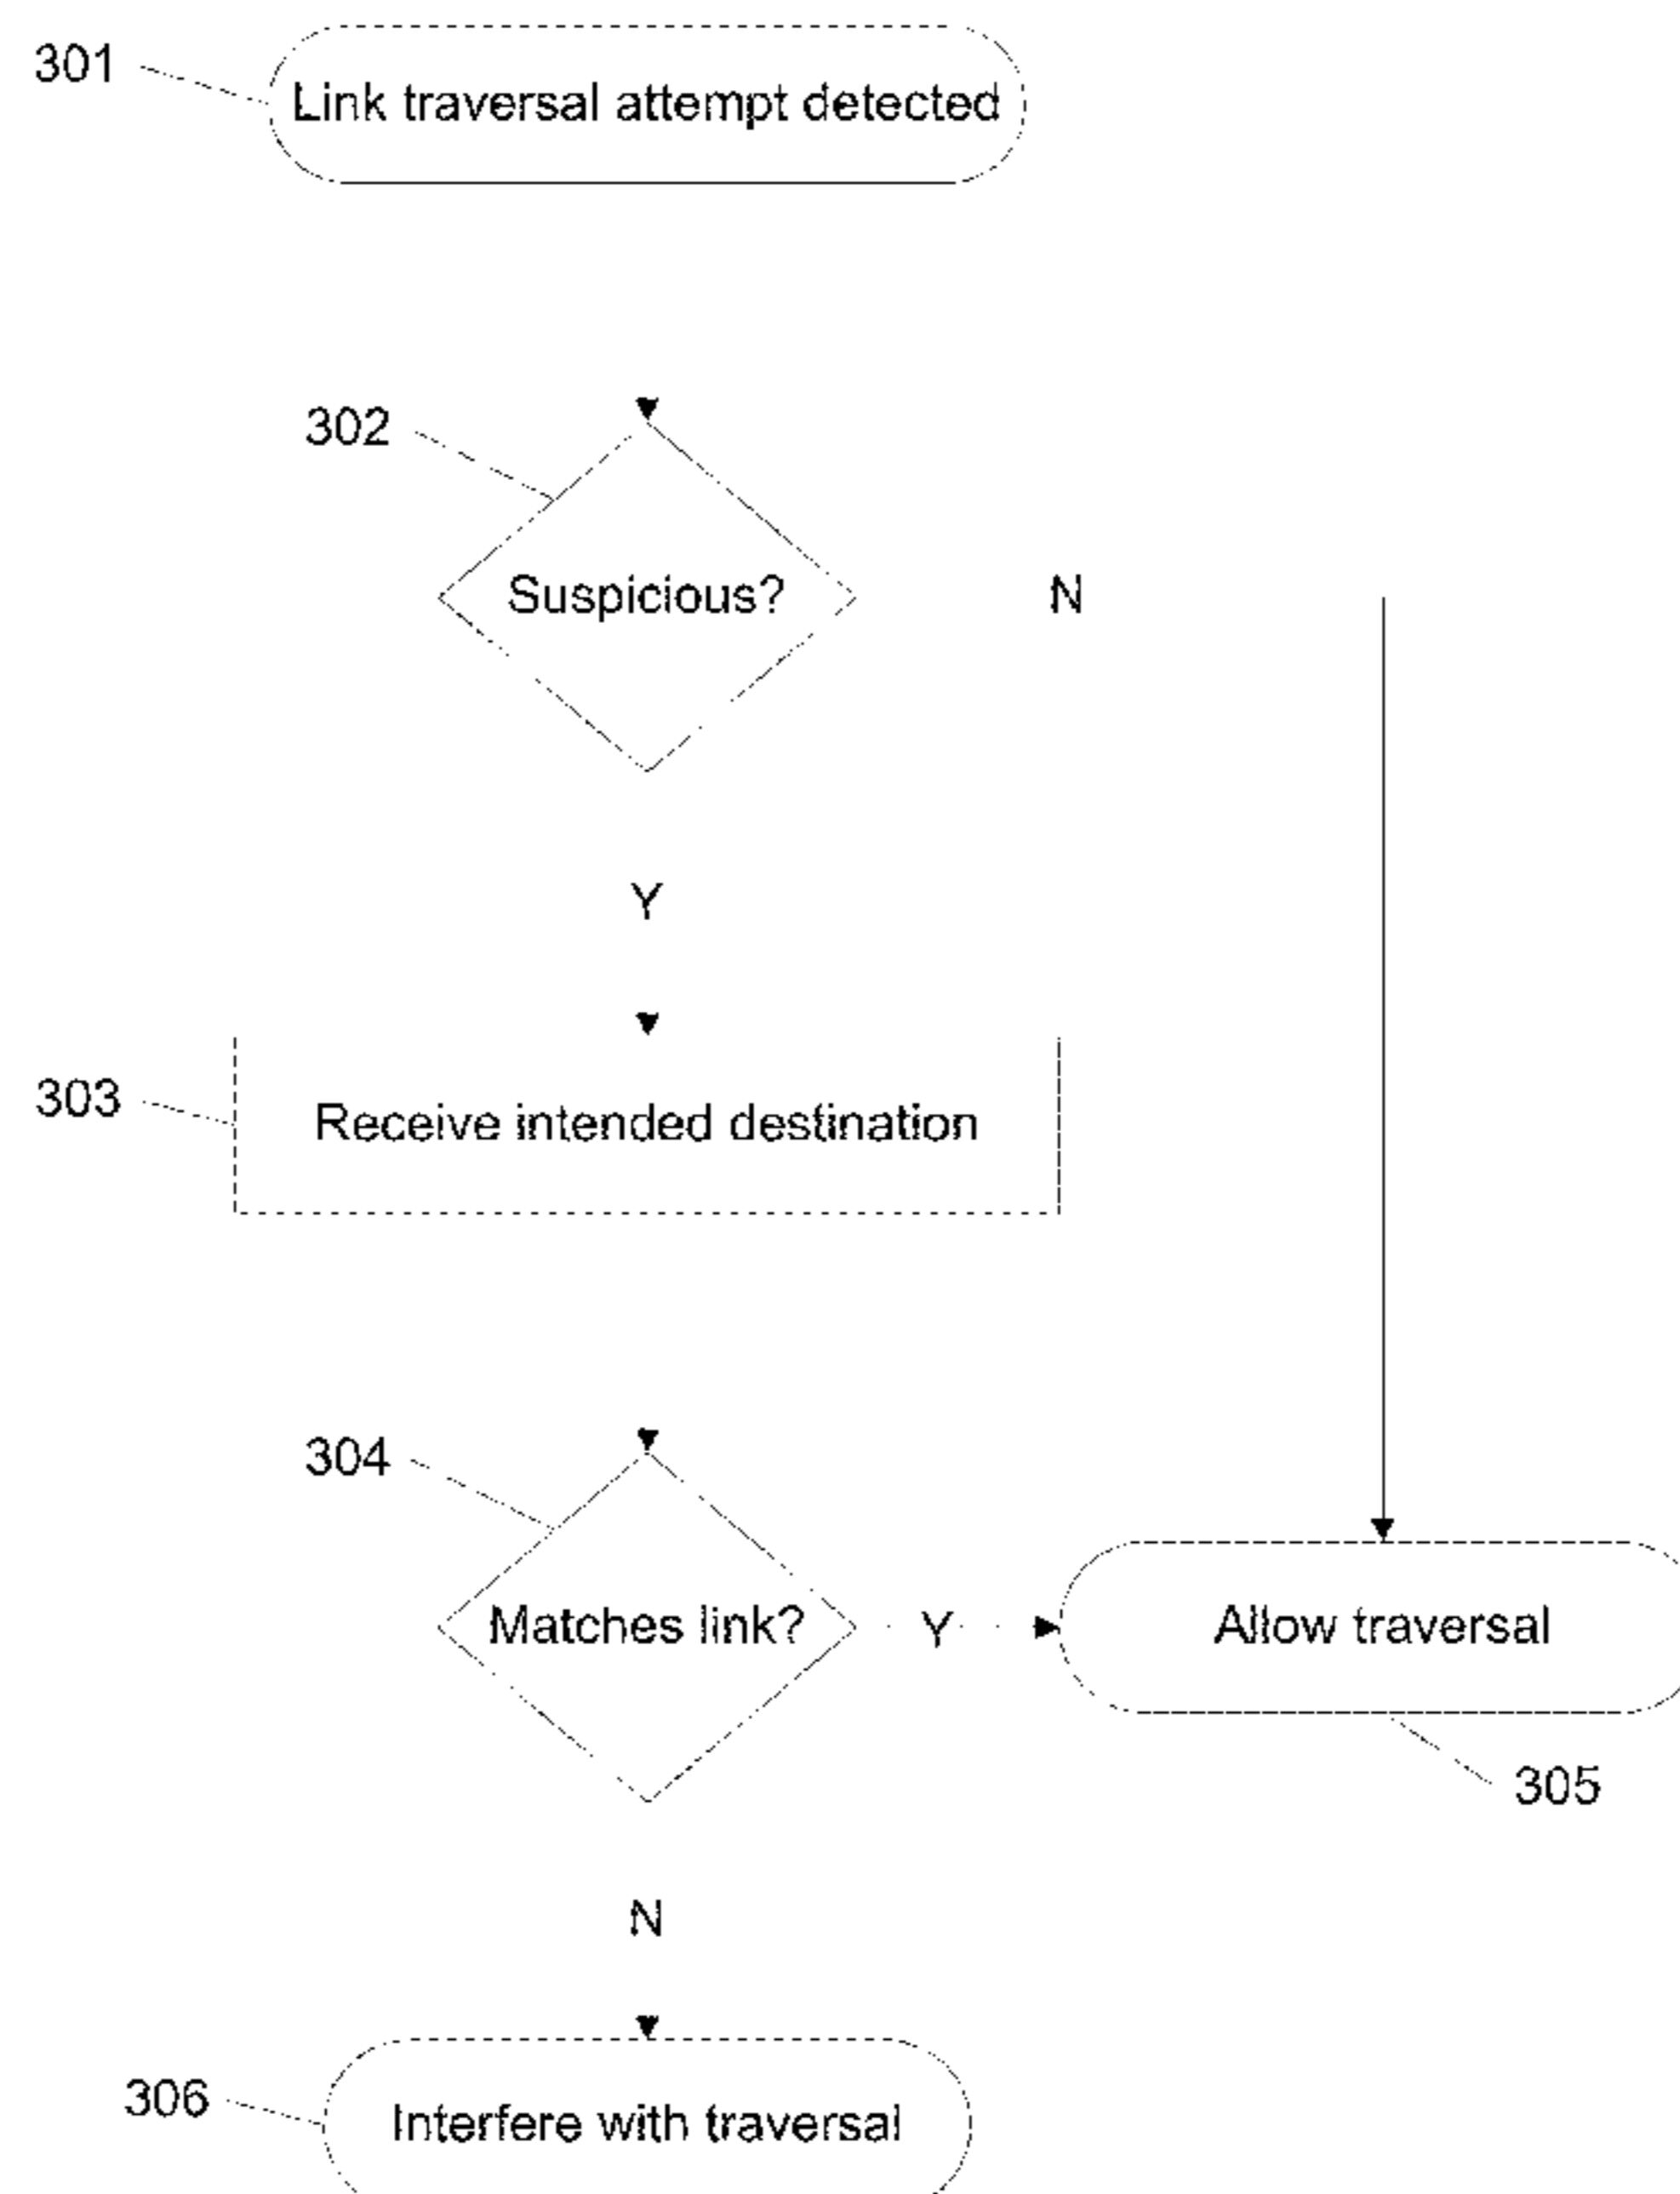 301
Link traversal attempt detected
302
Suspicious?
N
Y
303
Receive intended destination
304
Matches link?
Y
Allow traversal
305
N
306
Interfere with traversal